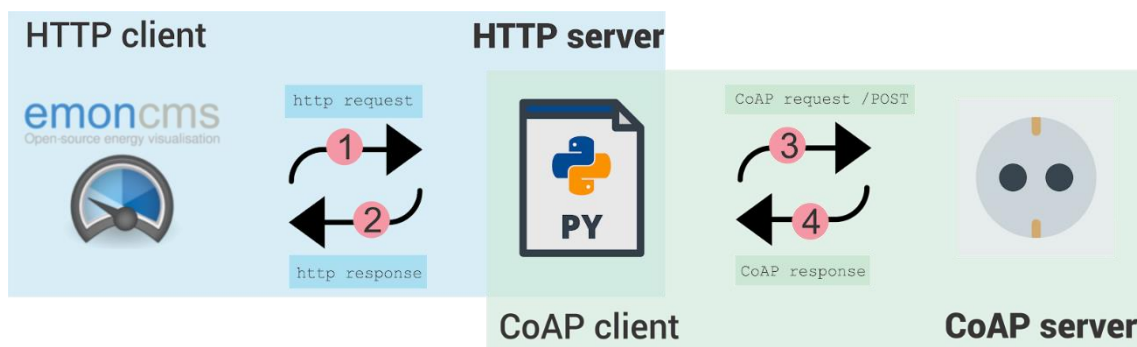 HTTP client
HTTP server
emoncms
Open-source energy visualisation
http request
1
2
http response
PY
CoAP request /POST
3
4
CoAP response
CoAP client
CoAP server